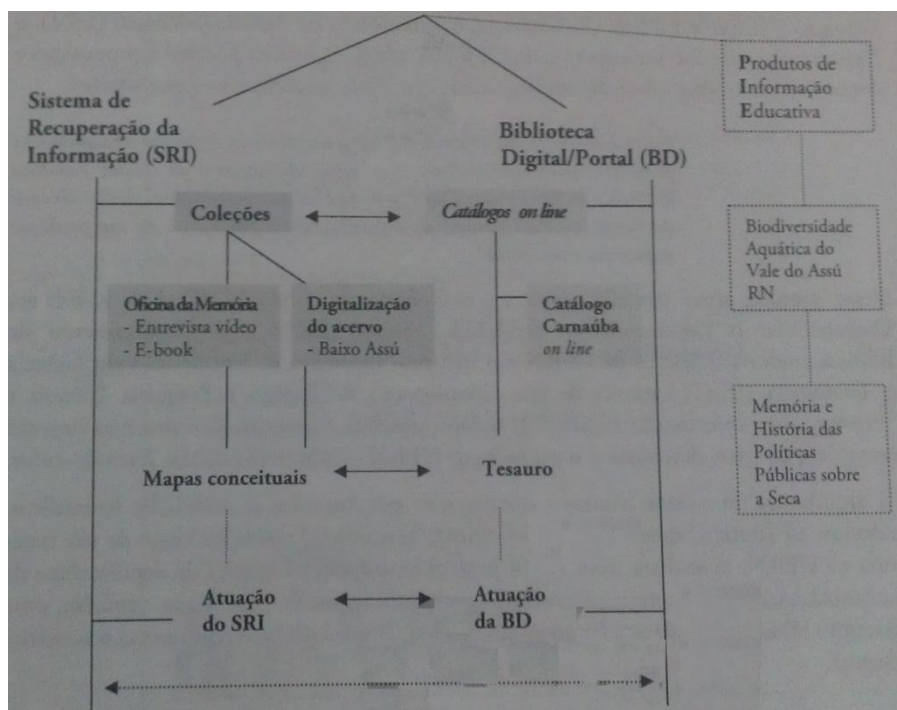 Sistema de
Recuperação da
Informação (SRI)
Biblioteca
Digital/Portal (BD)
Produtos de
Informação
Educativa
Coleções
Catálogos on line
Biodiversidade
Aquática do
Vale do Assú
RN
Oficina da Memória
- Entrevista vídeo
- E-book
Digitalização
do acervo
- Baixo Assú
Catálogo
Carnaúba
on line
Memória e
História das
Políticas
Públicas sobre
a Seca
Mapas conceituais
Tesauro
Atuação
do SRI
Atuação
da BD